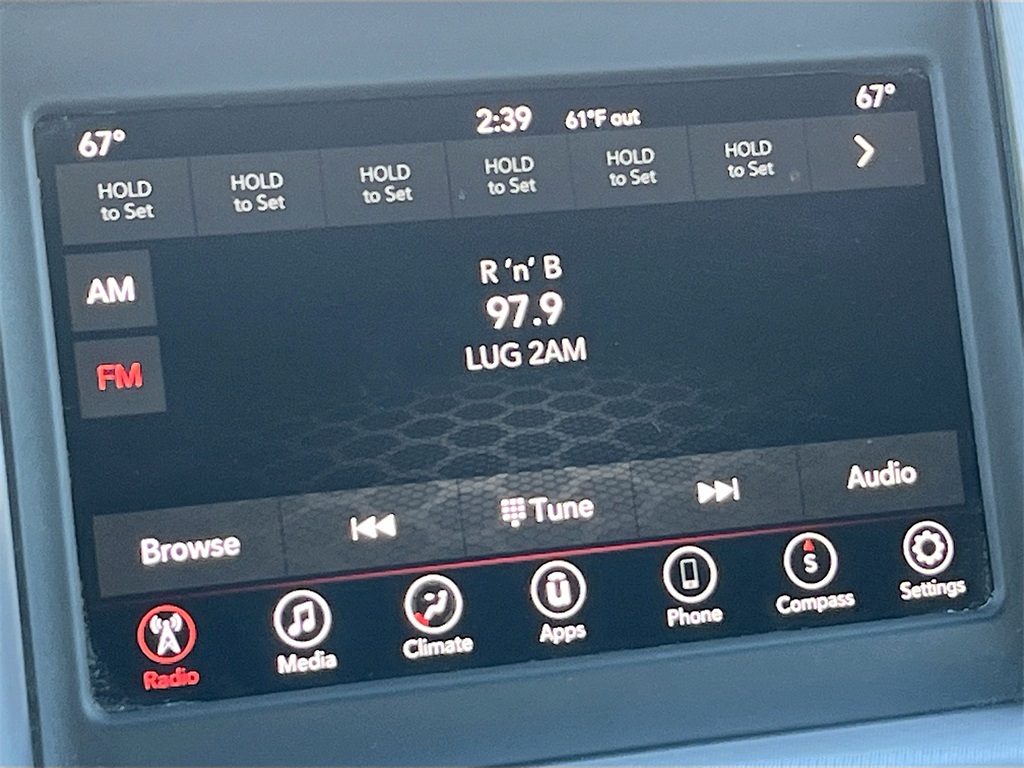 67° 2:39 61°F out 67°
HOLD to Set
HOLD to Set
HOLD to Set
HOLD to Set
HOLD to Set
HOLD to Set
AM
R 'n' B
97.9
LUG 2AM
FM
Browse Tune Audio
Radio Media Climate Apps Phone S Compass Settings